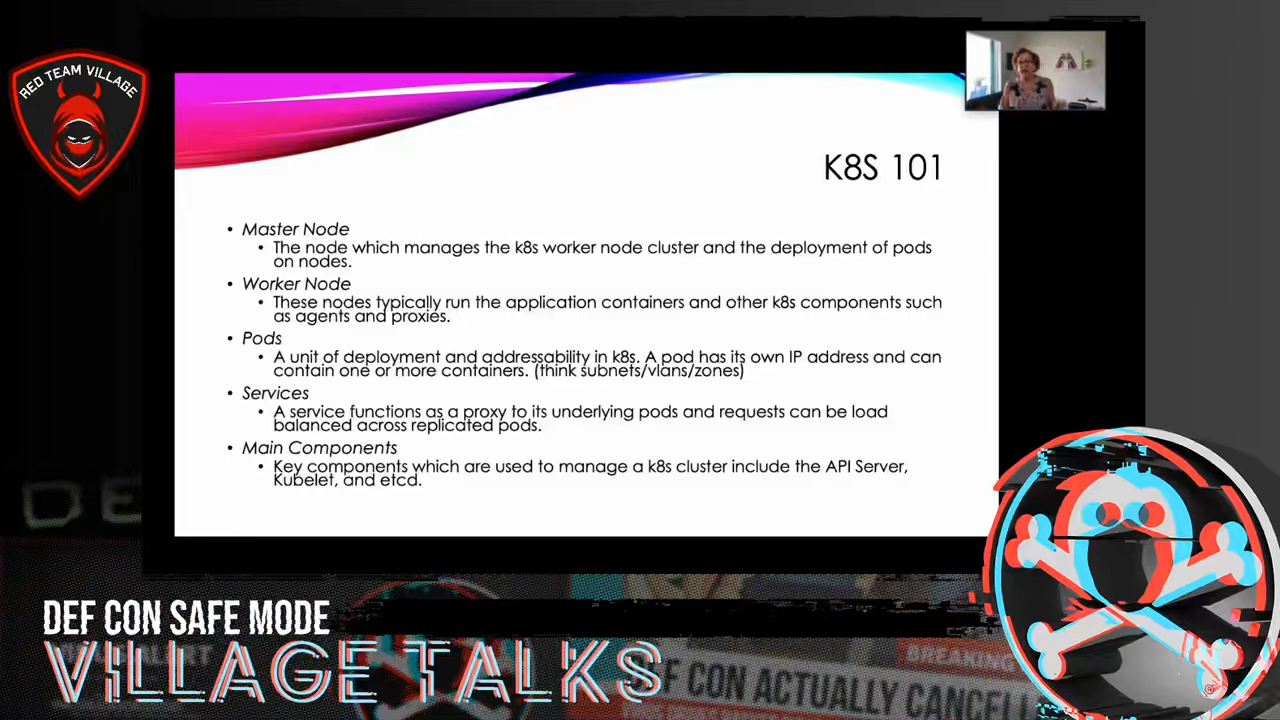 RED TEAM VILLAGE
K8S 101
• Master Node
• The node which manages the k8s worker node cluster and the deployment of pods
on nodes.
• Worker Node
• These nodes typically run the application containers and other k8s components such
as agents and proxies.
• Pods
• A unit of deployment and addressability in k8s. A pod has its own IP address and can
contain one or more containers. (think subnets/vlans/zones)
• Services
• A service functions as a proxy to its underlying pods and requests can be load
balanced across replicated pods.
• Main Components
• Key components which are used to manage a k8s cluster include the API Server,
Kubelet, and etcd.
DE
DEF CON SAFE MODE
VILLAGE TALKS
BREAKING
DEF CON ACTUALLY CANCELL